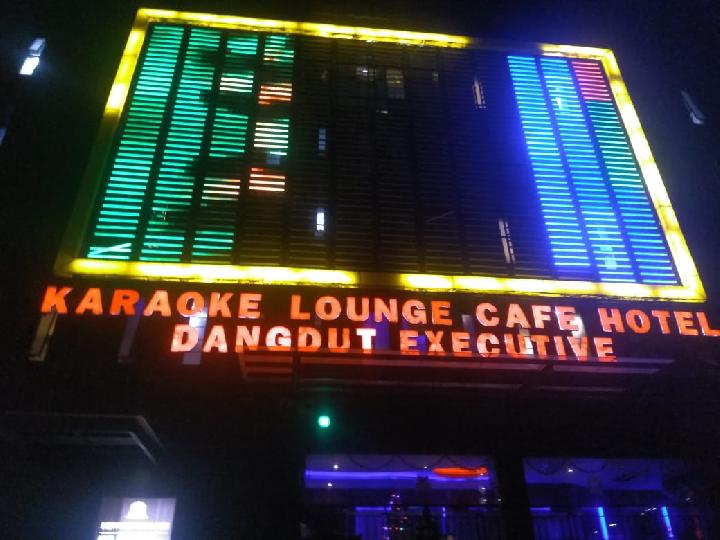 KARAOKE LOUNGE CAFE HOTEL
DANGDUT EXECUTIVE